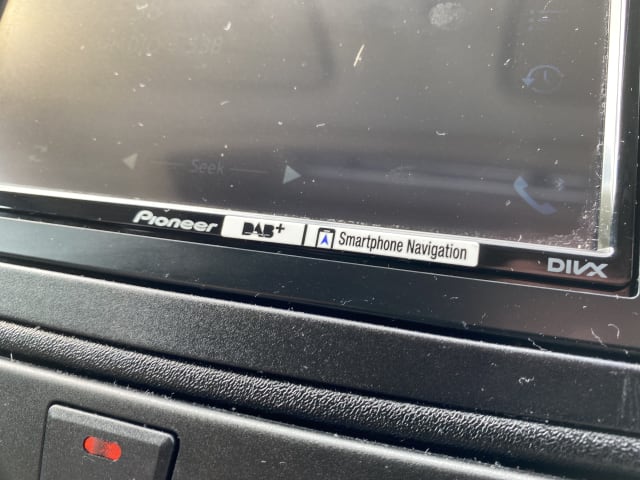 Seek
Pioneer DAB+ Smartphone Navigation
DIVX